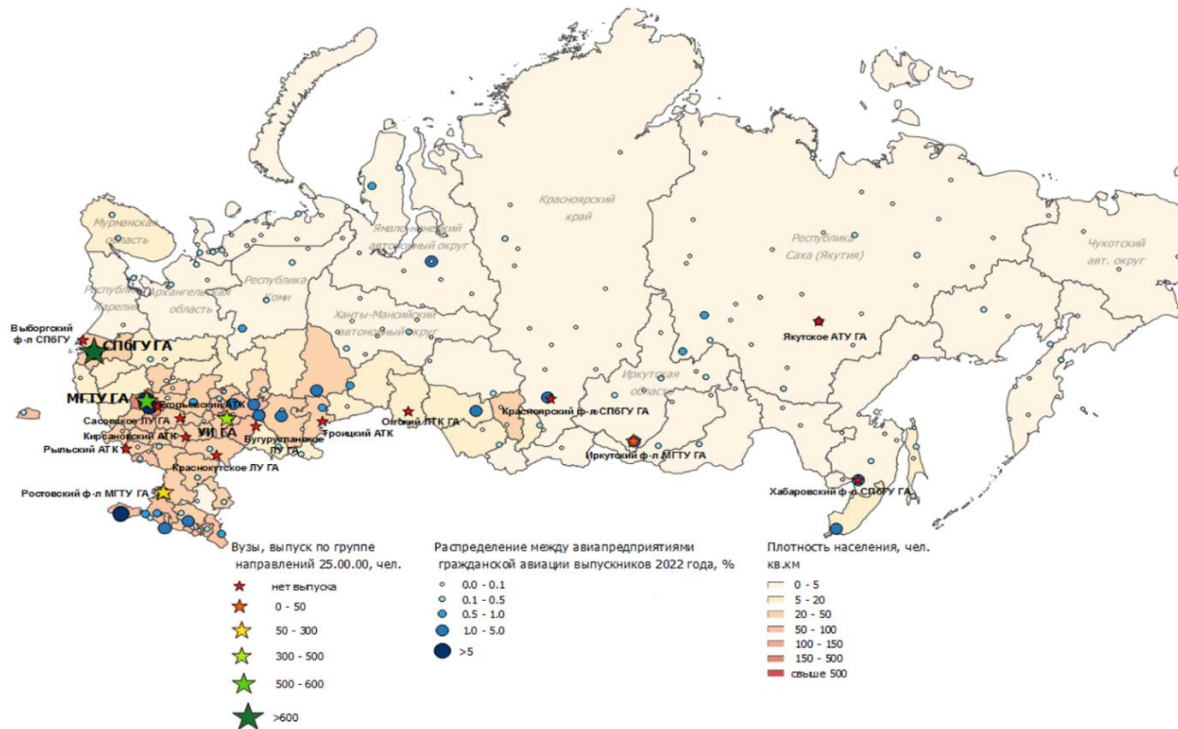 Красноярский
край
Мурманская
область
Ямало-ненецкий
автономный округ
Республика
Саха (Якутия)
Чукотский
авт. округ
Республика
Коми
Республика
Карелия
Архангельская
область
Ханты-Мансийский
автономный округ
Выборгский
ф-л СПбГУ
СПбГУ ГА
Якутское АТУ ГА
Иркутская
область
МГТУ ГА
Егорьевский АТК
Сасовское ЛУ ГА
Кирсановский АТК
УИ ГА
Рыльский АТК
Бугурусланское
ЛУ ГА
Троицкий АТК
Омский ЛТК ГА
Красноярский ф-л СПбГУ ГА
Краснокутское ЛУ ГА
Иркутский ф-л МГТУ ГА
Ростовский ф-л МГТУ ГА
Хабаровский ф-л СПбГУ ГА
Вузы, выпуск по группе
направлений 25.00.00, чел.
нет выпуска
0 - 50
50 - 300
300 - 500
500 - 600
>600
Распределение между авиапредприятиями
гражданской авиации выпускников 2022 года, %
0.0 - 0.1
0.1 - 0.5
0.5 - 1.0
1.0 - 5.0
>5
Плотность населения, чел.
кв.км
0 - 5
5 - 20
20 - 50
50 - 100
100 - 150
150 - 500
свыше 500